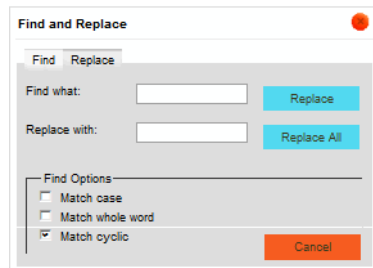 Find and Replace
Find Replace
Find what:
Replace
Replace with:
Replace All
Find Options
Match case
Match whole word
Match cyclic
Cancel